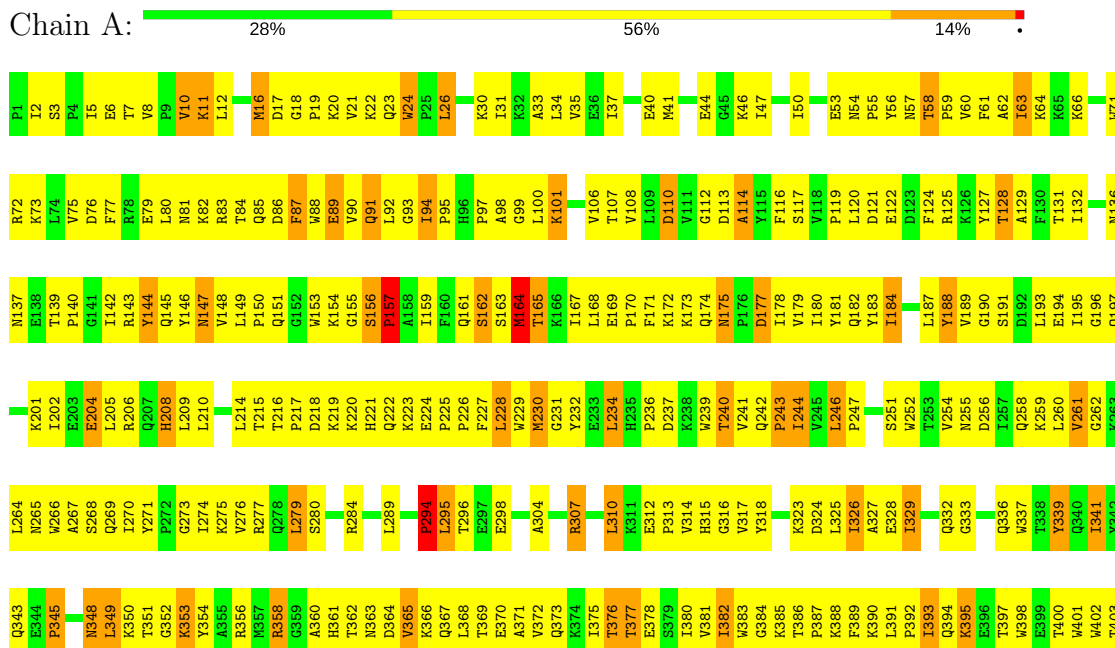 Chain A:
28% 56% 14% •
P1 I2 S3 P4 I5 E6 T7 V8 P9 V10 K11 L12 M16 D17 G18 P19 K20 V21 K22 Q23 W24 P25 L26 K30 I31 K32 A33 L34 V35 E36 I37 E40 M41 E44 G45 K46 I47 I50 E53 N54 P55 Y56 N57 T58 P59 V60 F61 A62 I63 K64 K65 K66 W71
R72 K73 L74 V75 D76 F77 R78 E79 L80 N81 K82 R83 T84 Q85 D86 F87 W88 E89 V90 Q91 L92 G93 I94 P95 H96 P97 A98 G99 L100 K101 V106 T107 V108 L109 D110 V111 G112 D113 A114 Y115 F116 S117 V118 P119 L120 D121 E122 D123 F124 R125 K126 Y127 T128 A129 F130 T131 I132 N136
N137 E138 T139 P140 G141 I142 R143 Y144 Q145 Y146 N147 V148 L149 P150 Q151 G152 W153 K154 G155 S156 P157 A158 I159 F160 Q161 S162 S163 M164 T165 K166 I167 L168 E169 P170 F171 K172 K173 Q174 N175 P176 D177 I178 V179 I180 Y181 Q182 Y183 I184 L187 Y188 V189 G190 S191 D192 L193 E194 I195 G196 Q197
K201 I202 E203 E204 L205 R206 Q207 H208 L209 L210 L214 T215 T216 P217 D218 K219 K220 H221 Q222 K223 E224 P225 P226 F227 L228 W229 M230 G231 Y232 E233 L234 H235 P236 D237 K238 W239 T240 V241 Q242 P243 I244 V245 L246 P247 S251 W252 T253 V254 N255 D256 I257 Q258 K259 L260 V261 G262 K263
L264 N265 W266 A267 S268 Q269 I270 Y271 P272 G273 I274 K275 V276 R277 Q278 L279 S280 R284 L289 P294 L295 T296 E297 E298 A304 R307 L310 K311 E312 P313 V314 H315 G316 V317 Y318 K323 D324 L325 I326 A327 E328 I329 Q332 G333 Q336 W337 T338 Y339 Q340 I341 Y342
Q343 E344 P345 N348 L349 K350 T351 G352 K353 Y354 A355 R356 M357 R358 G359 A360 H361 T362 N363 D364 V365 K366 Q367 L368 T369 E370 A371 V372 Q373 K374 I375 T376 T377 E378 S379 I380 V381 I382 W383 G384 K385 T386 P387 K388 F389 K390 L391 P392 I393 Q394 K395 E396 T397 W398 E399 T400 W401 W402 T403